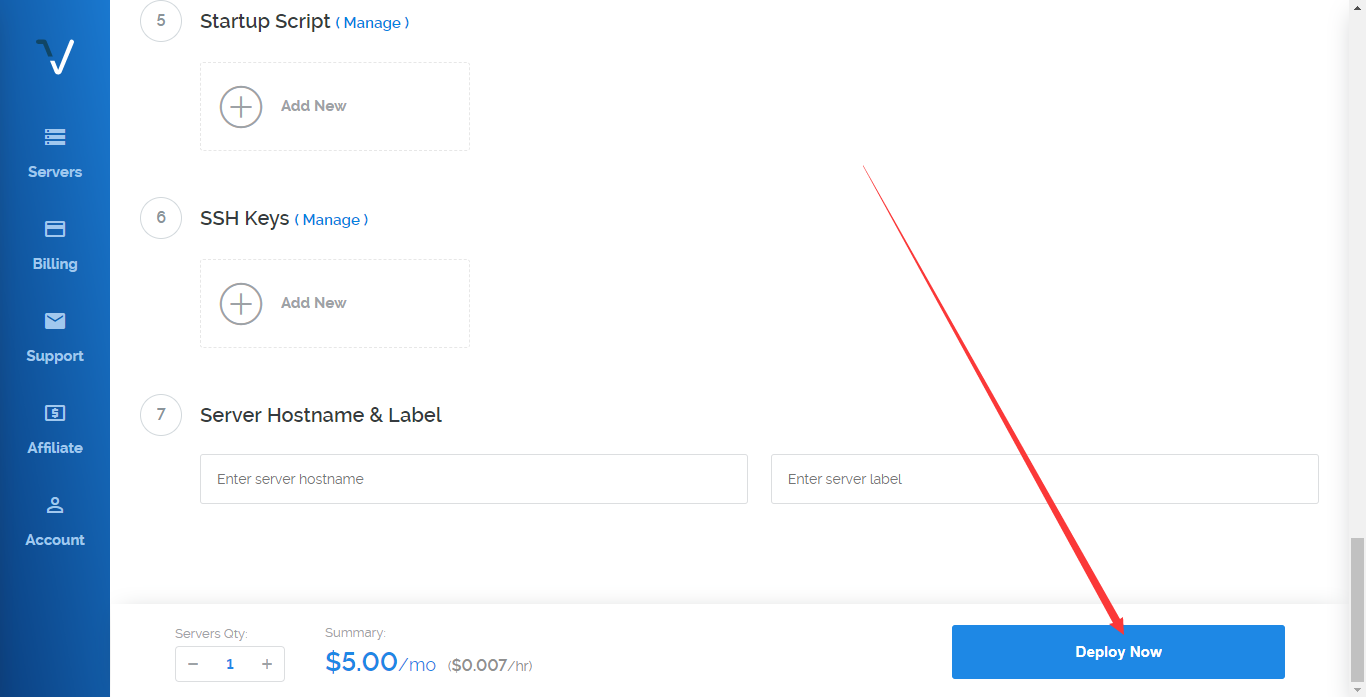 Servers
Billing
Support
Affiliate
Account
5 Startup Script ( Manage )
Add New
6 SSH Keys ( Manage )
Add New
7 Server Hostname & Label
Enter server hostname Enter server label
Servers Qty: Summary:
− 1 + $5.00/mo ($0.007/hr) Deploy Now